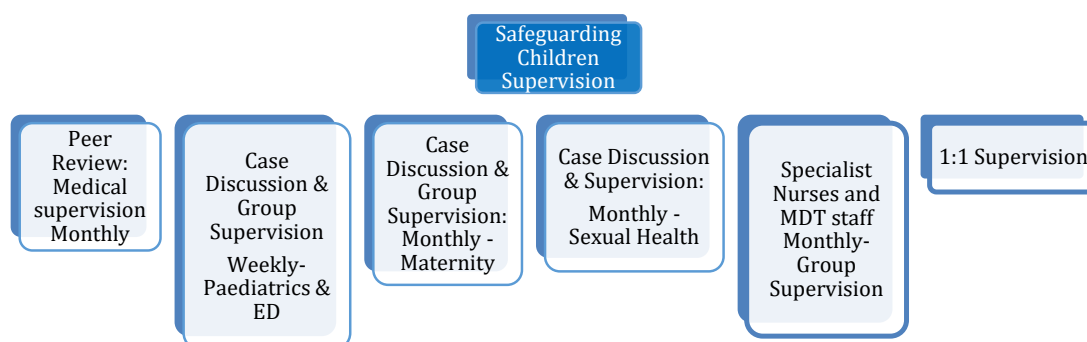 Safeguarding
Children
Supervision
Peer
Review:
Medical
supervision
Monthly
Case
Discussion &
Group
Supervision
Weekly-
Paediatrics &
ED
Case
Discussion &
Group
Supervision:
Monthly -
Maternity
Case Discussion
& Supervision:
Monthly -
Sexual Health
Specialist
Nurses and
MDT staff
Monthly-
Group
Supervision
1:1 Supervision